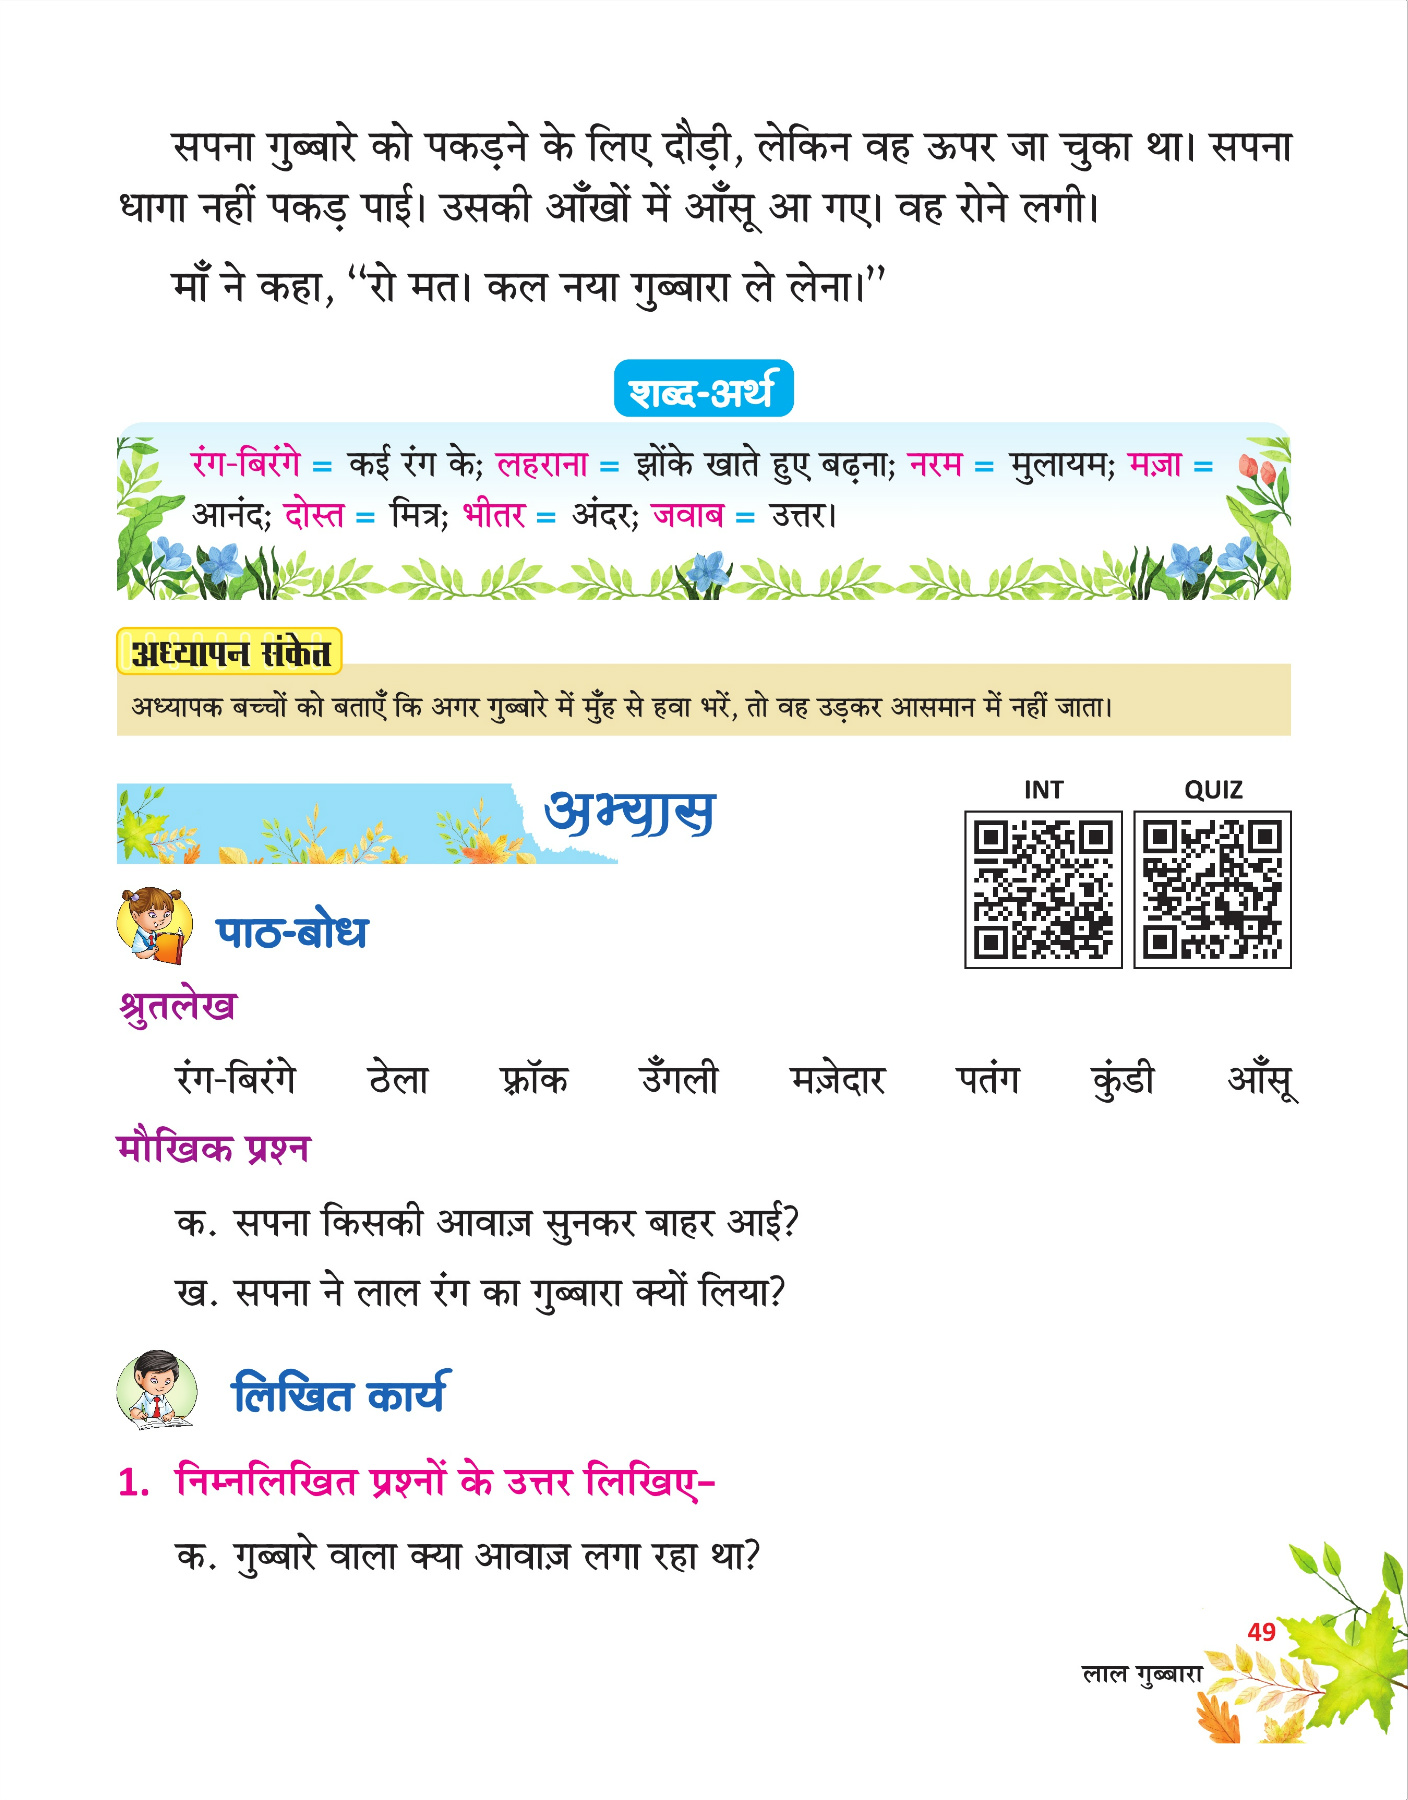 सपना गुब्बारे को पकड़ने के लिए दौड़ी, लेकिन वह ऊपर जा चुका था। सपना
धागा नहीं पकड़ पाई। उसकी आँखों में आँसू आ गए। वह रोने लगी।
माँ ने कहा, “रो मत। कल नया गुब्बारा ले लेना।”
शब्द-अर्थ
रंग-बिरंगे = कई रंग के; लहराना = झोंके खाते हुए बढ़ना; नरम = मुलायम; मज़ा =
आनंद; दोस्त = मित्र; भीतर = अंदर; जवाब = उत्तर।
अध्यापन संकेत
अध्यापक बच्चों को बताएँ कि अगर गुब्बारे में मुँह से हवा भरें, तो वह उड़कर आसमान में नहीं जाता।
अभ्यास
INT QUIZ
पाठ-बोध
श्रुतलेख
रंग-बिरंगे ठेला फ़्रॉक उँगली मज़ेदार पतंग कुंडी आँसू
मौखिक प्रश्न
क. सपना किसकी आवाज़ सुनकर बाहर आई?
ख. सपना ने लाल रंग का गुब्बारा क्यों लिया?
लिखित कार्य
1. निम्नलिखित प्रश्नों के उत्तर लिखिए–
क. गुब्बारे वाला क्या आवाज़ लगा रहा था?
49
लाल गुब्बारा